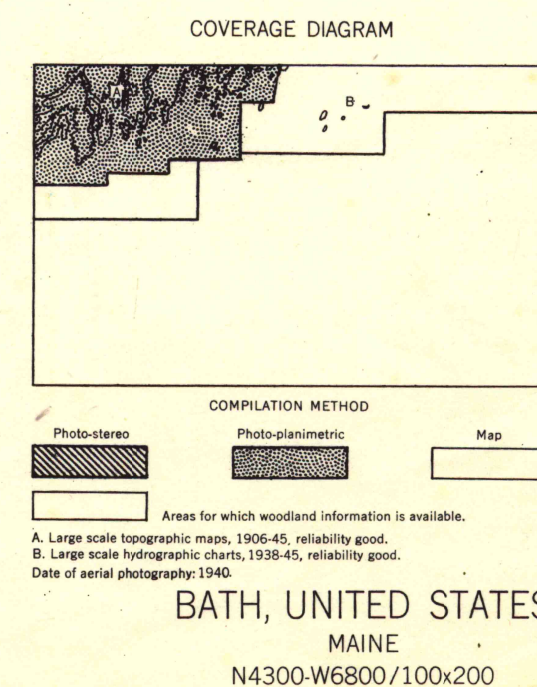 COVERAGE DIAGRAM
A
B
COMPILATION METHOD
Photo-stereo Photo-planimetric Map
Areas for which woodland information is available.
A. Large scale topographic maps, 1906-45, reliability good.
B. Large scale hydrographic charts, 1938-45, reliability good.
Date of aerial photography: 1940.
BATH, UNITED STATES
MAINE
N4300-W6800/100x200